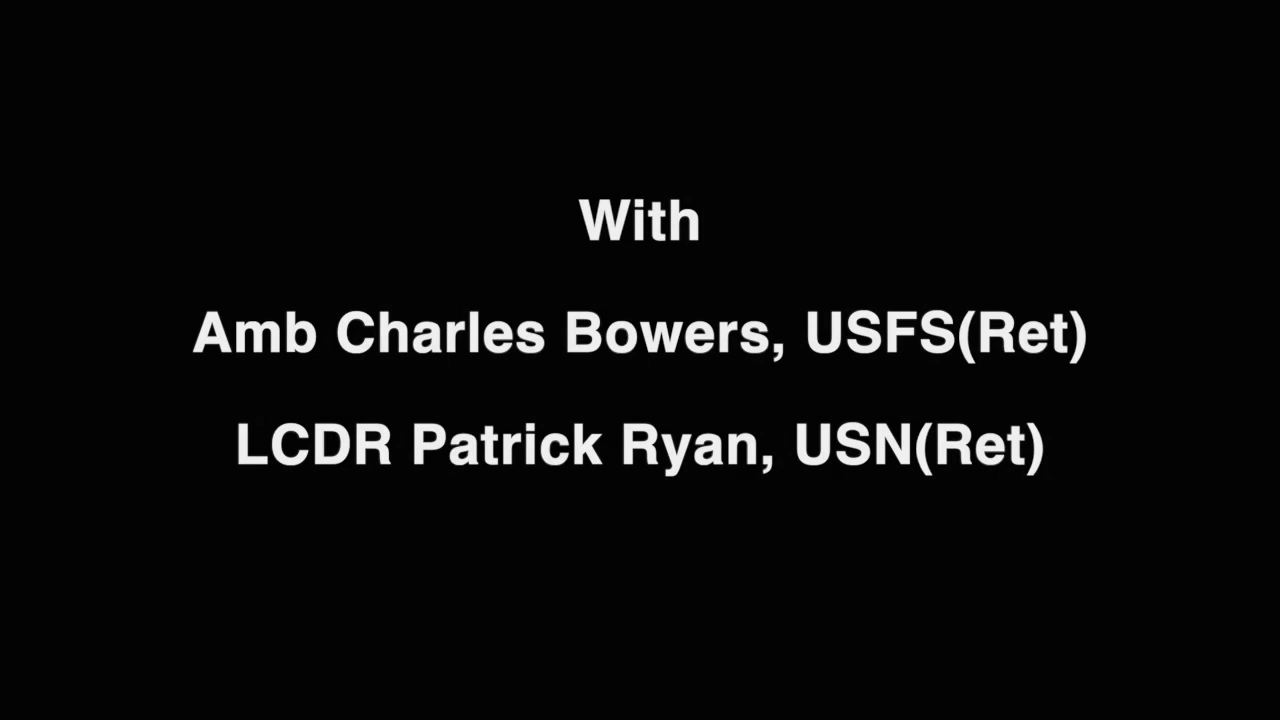 With
Amb Charles Bowers, USFS(Ret)
LCDR Patrick Ryan, USN(Ret)